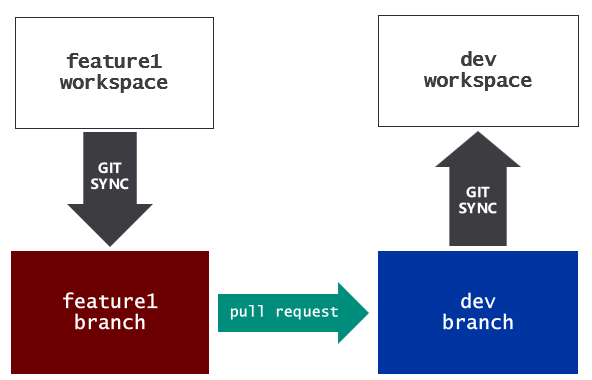 feature1
workspace
dev
workspace
GIT
SYNC
GIT
SYNC
feature1
branch
pull request
dev
branch